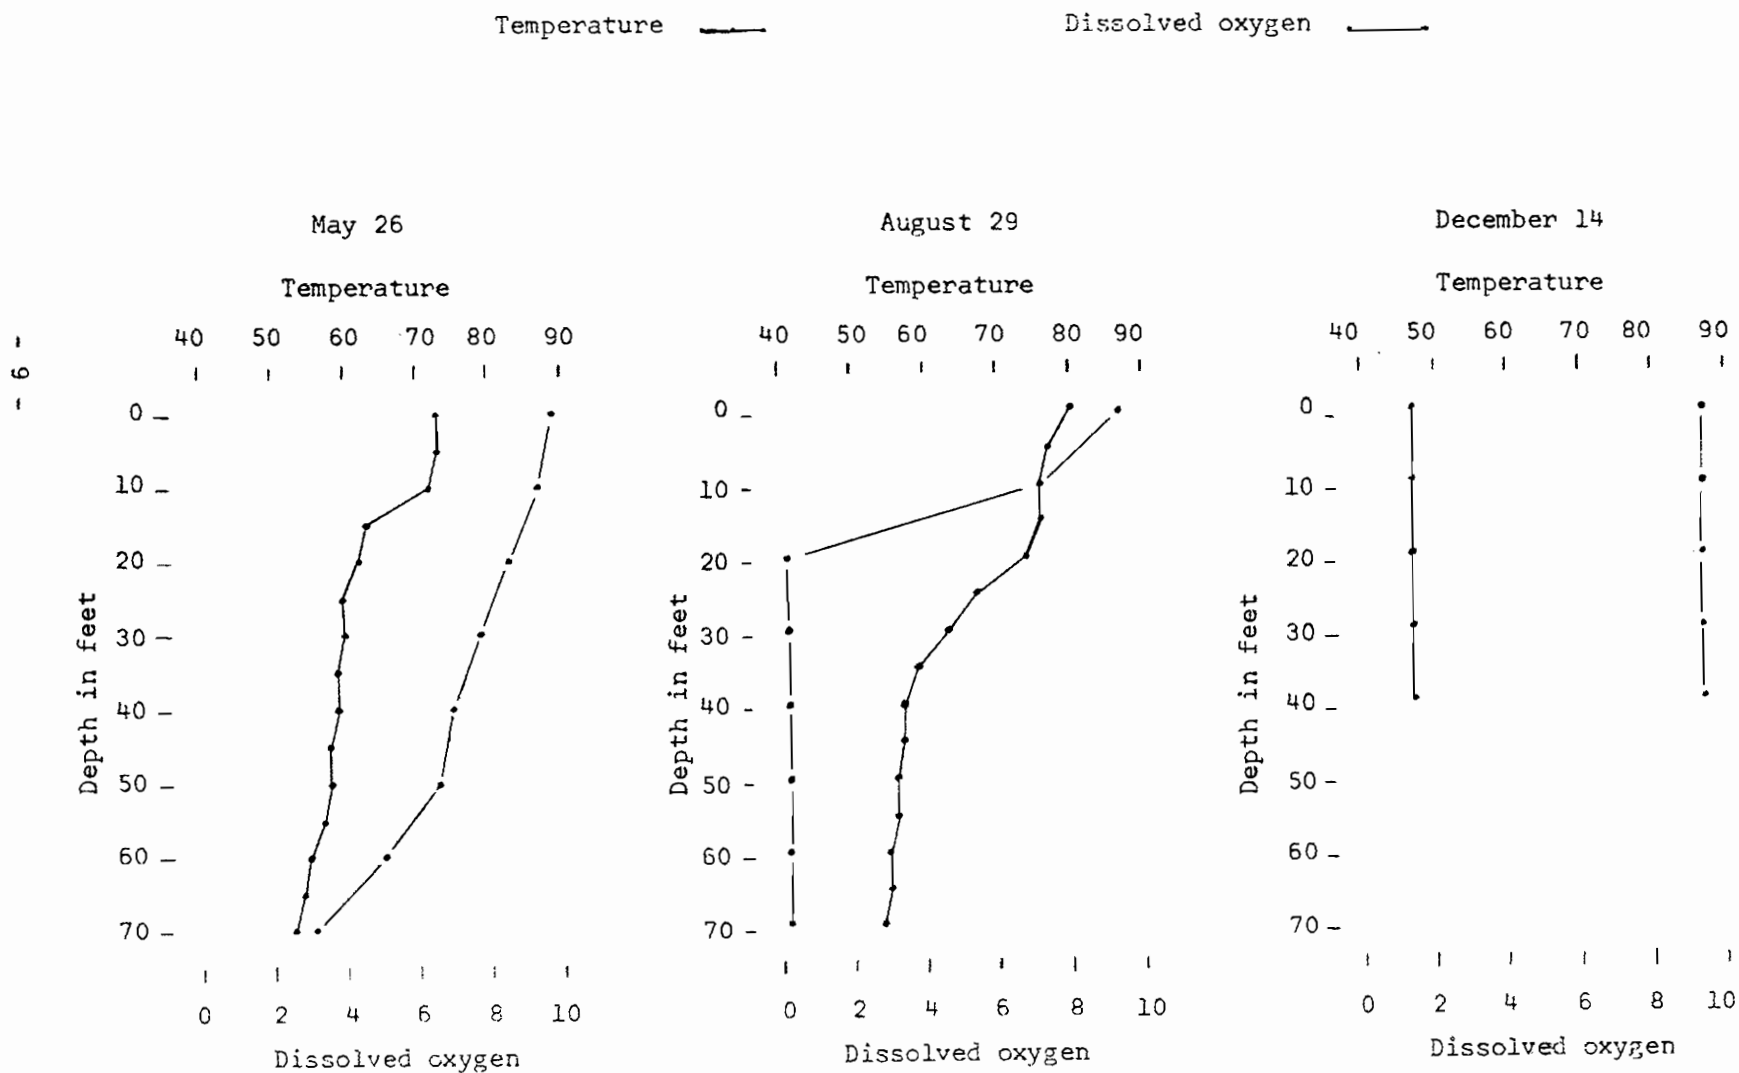 Temperature Dissolved oxygen
- 9 -
May 26
Temperature
40 50 60 70 80 90
Depth in feet
0
10
20
30
40
50
60
70
0 2 4 6 8 10
Dissolved oxygen
August 29
Temperature
40 50 60 70 80 90
Depth in feet
0
10
20
30
40
50
60
70
0 2 4 6 8 10
Dissolved oxygen
December 14
Temperature
40 50 60 70 80 90
Depth in feet
0
10
20
30
40
50
60
70
0 2 4 6 8 10
Dissolved oxygen